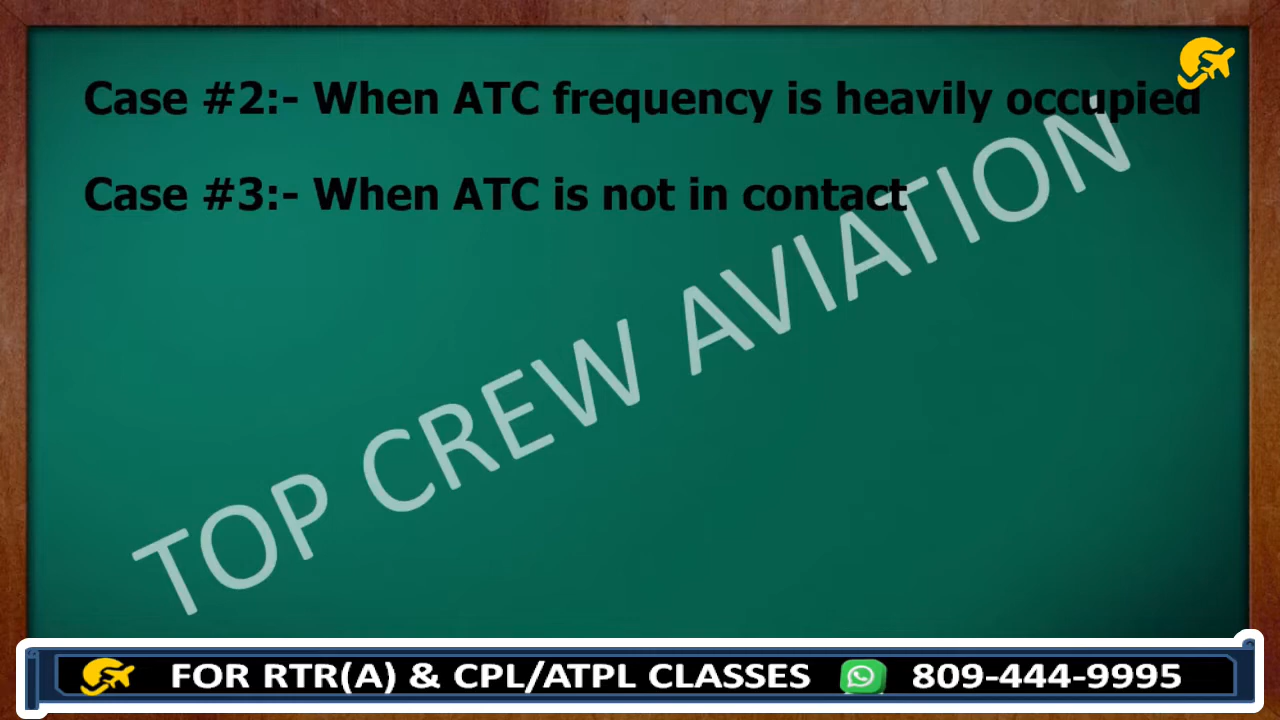 Case #2:- When ATC frequency is heavily occupied
Case #3:- When ATC is not in contact
TOP CREW AVIATION
FOR RTR(A) & CPL/ATPL CLASSES 809-444-9995